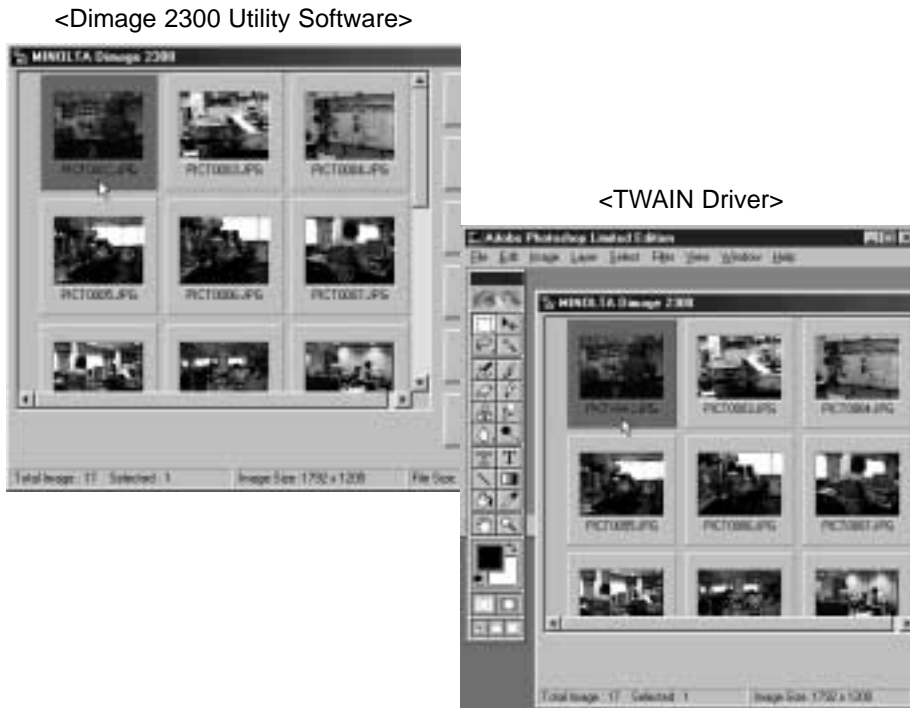 <Dimage 2300 Utility Software>
MINOLTA Dimage 2300
PICT0003.JPG PICT0004.JPG
PICT0005.JPG PICT0006.JPG PICT0007.JPG
Total Image : 17 Selected : 1 Image Size: 1792 x 1208 File Size:
<TWAIN Driver>
Adobe Photoshop Limited Edition
File Edit Image Layer Select Filter View Window Help
MINOLTA Dimage 2300
PICT0003.JPG PICT0004.JPG
PICT0005.JPG PICT0006.JPG PICT0007.JPG
Total Image : 17 Selected : 1 Image Size: 1792 x 1208